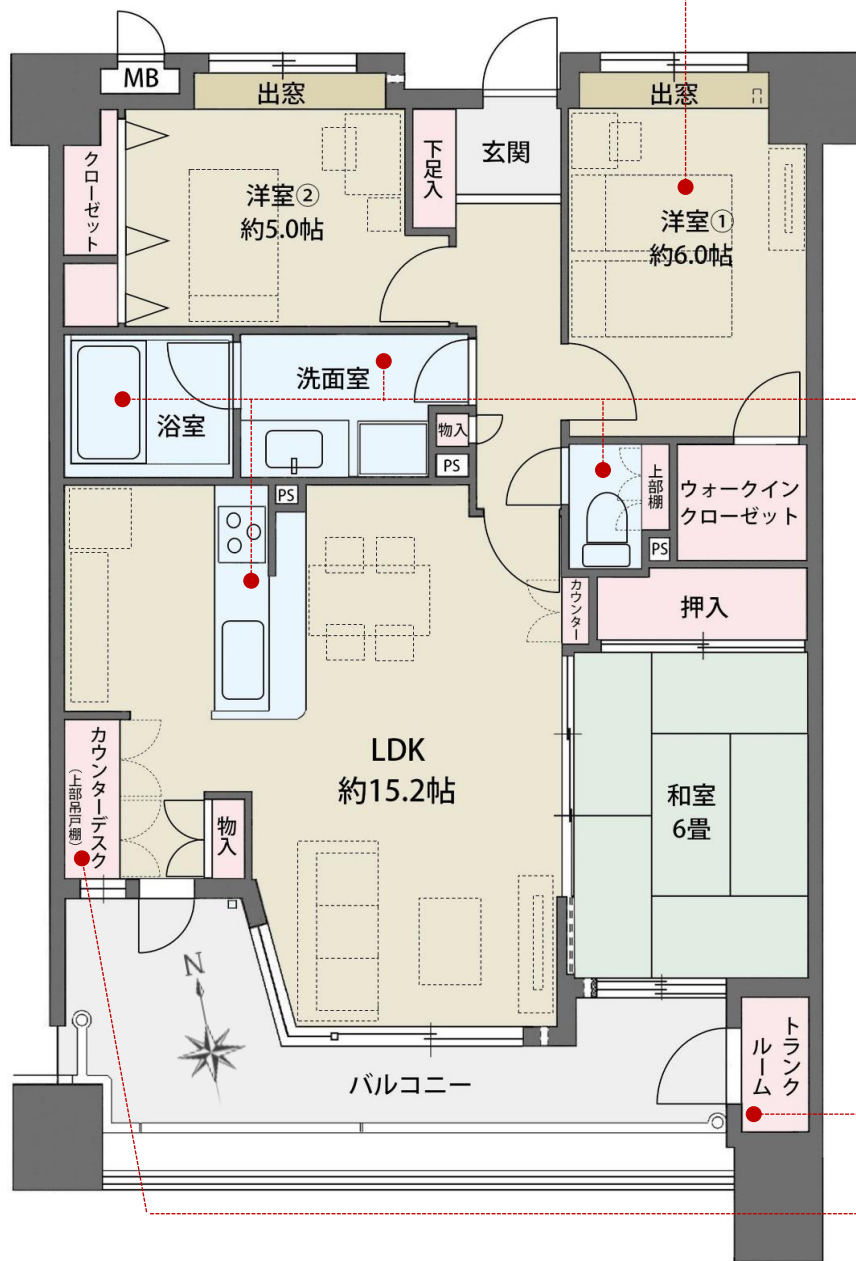 MB
出窓
出窓
クローゼット
洋室②
約5.0帖
下足入
玄関
洋室①
約6.0帖
浴室
洗面室
物入
PS
PS
上部棚
PS
ウォークイン
クローゼット
カウンター
押入
LDK
約15.2帖
和室
6畳
カウンターデスク
(上部吊戸棚)
物入
N
バルコニー
トランク
ルーム